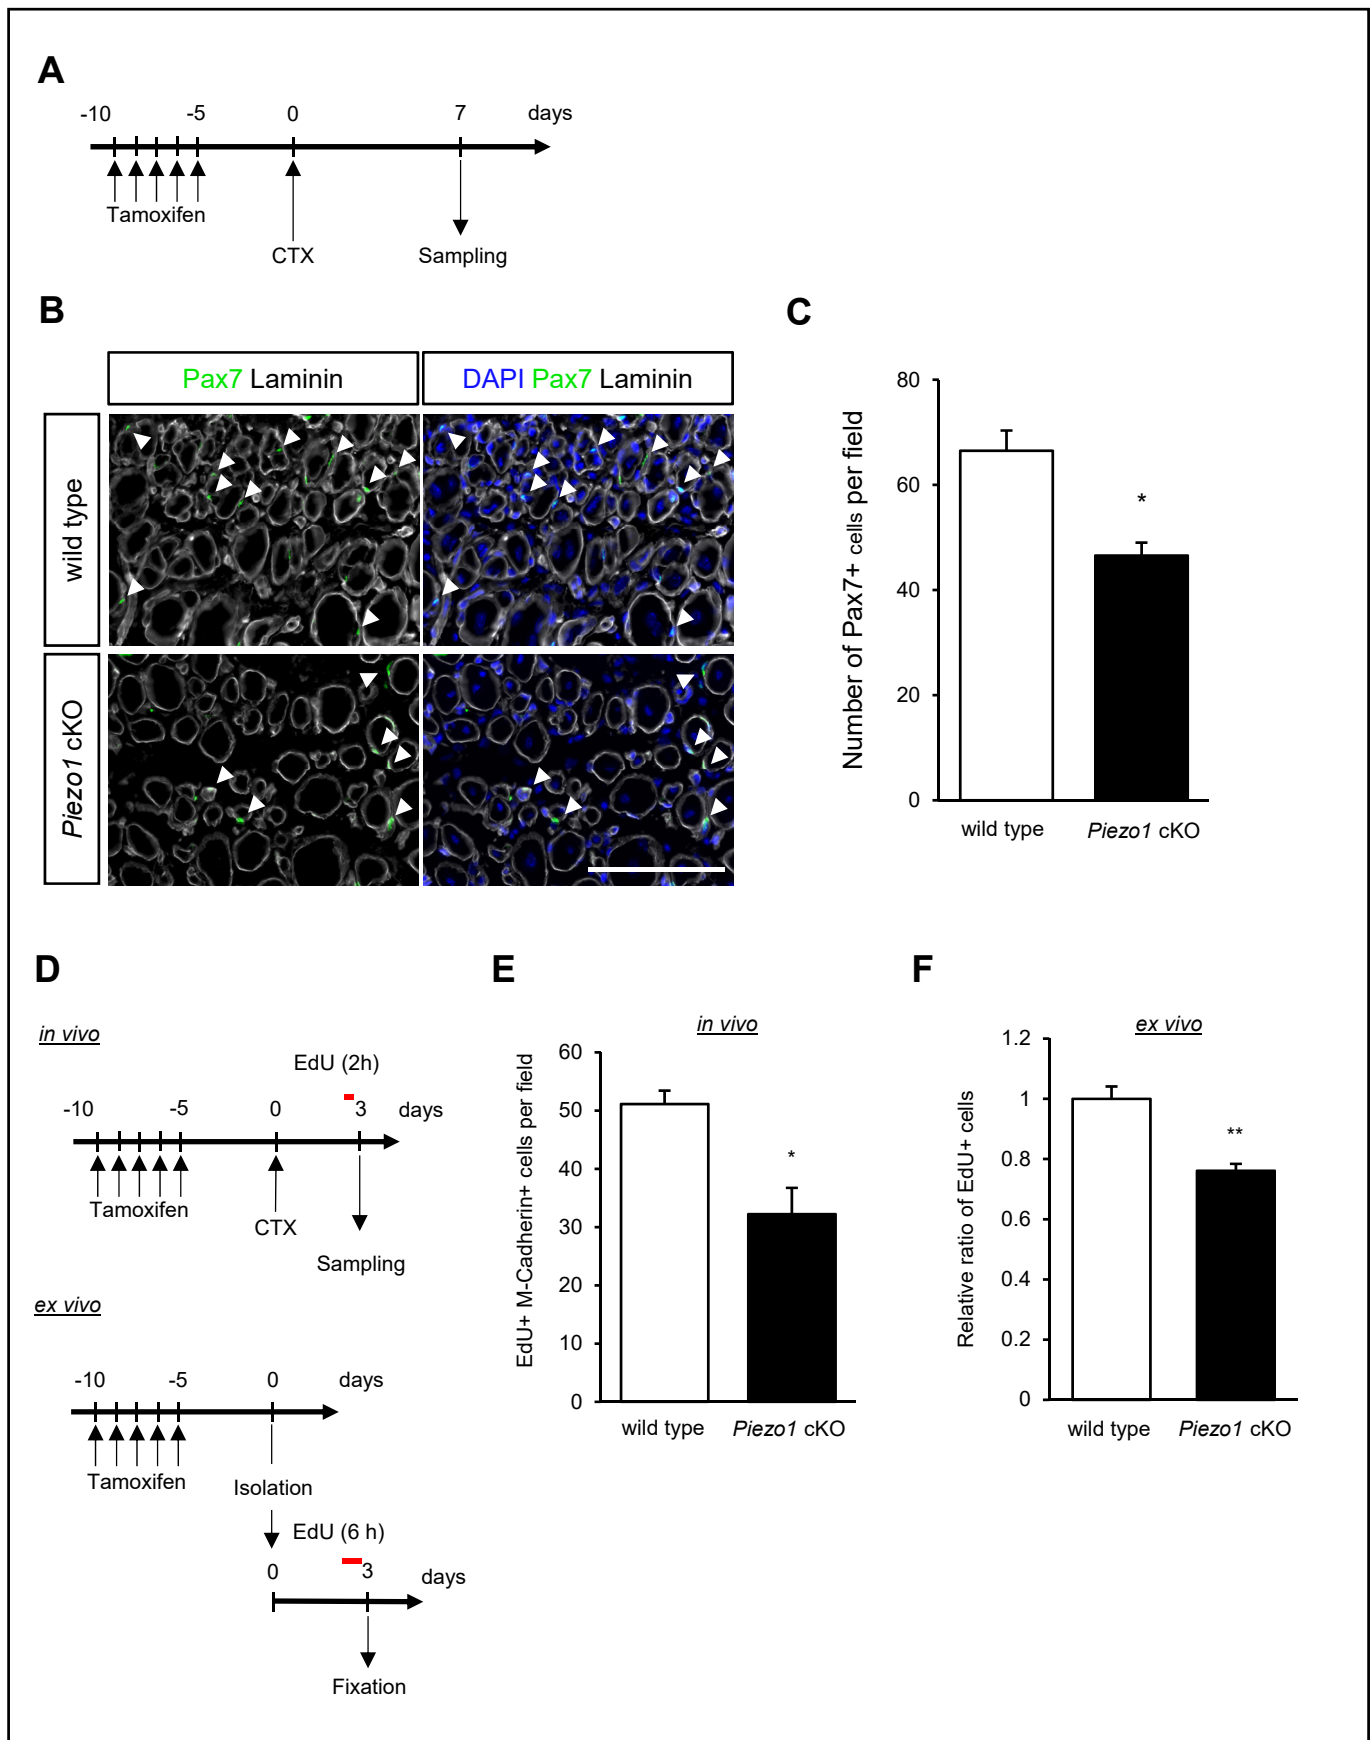 A
-10 -5 0 7 days
Tamoxifen
CTX Sampling
B
Pax7 Laminin
DAPI Pax7 Laminin
wild type
Piezo1 cKO
C
Number of Pax7+ cells per field
80
60
40
20
0
*
wild type Piezo1 cKO
D
in vivo
EdU (2h)
-10 -5 0 3 days
Tamoxifen
CTX
Sampling
ex vivo
-10 -5 0 days
Tamoxifen
Isolation
EdU (6 h)
0 3 days
Fixation
E
in vivo
EdU+ M-Cadherin+ cells per field
60
50
40
30
20
10
0
*
wild type Piezo1 cKO
F
ex vivo
Relative ratio of EdU+ cells
1.2
1
0.8
0.6
0.4
0.2
0
**
wild type Piezo1 cKO